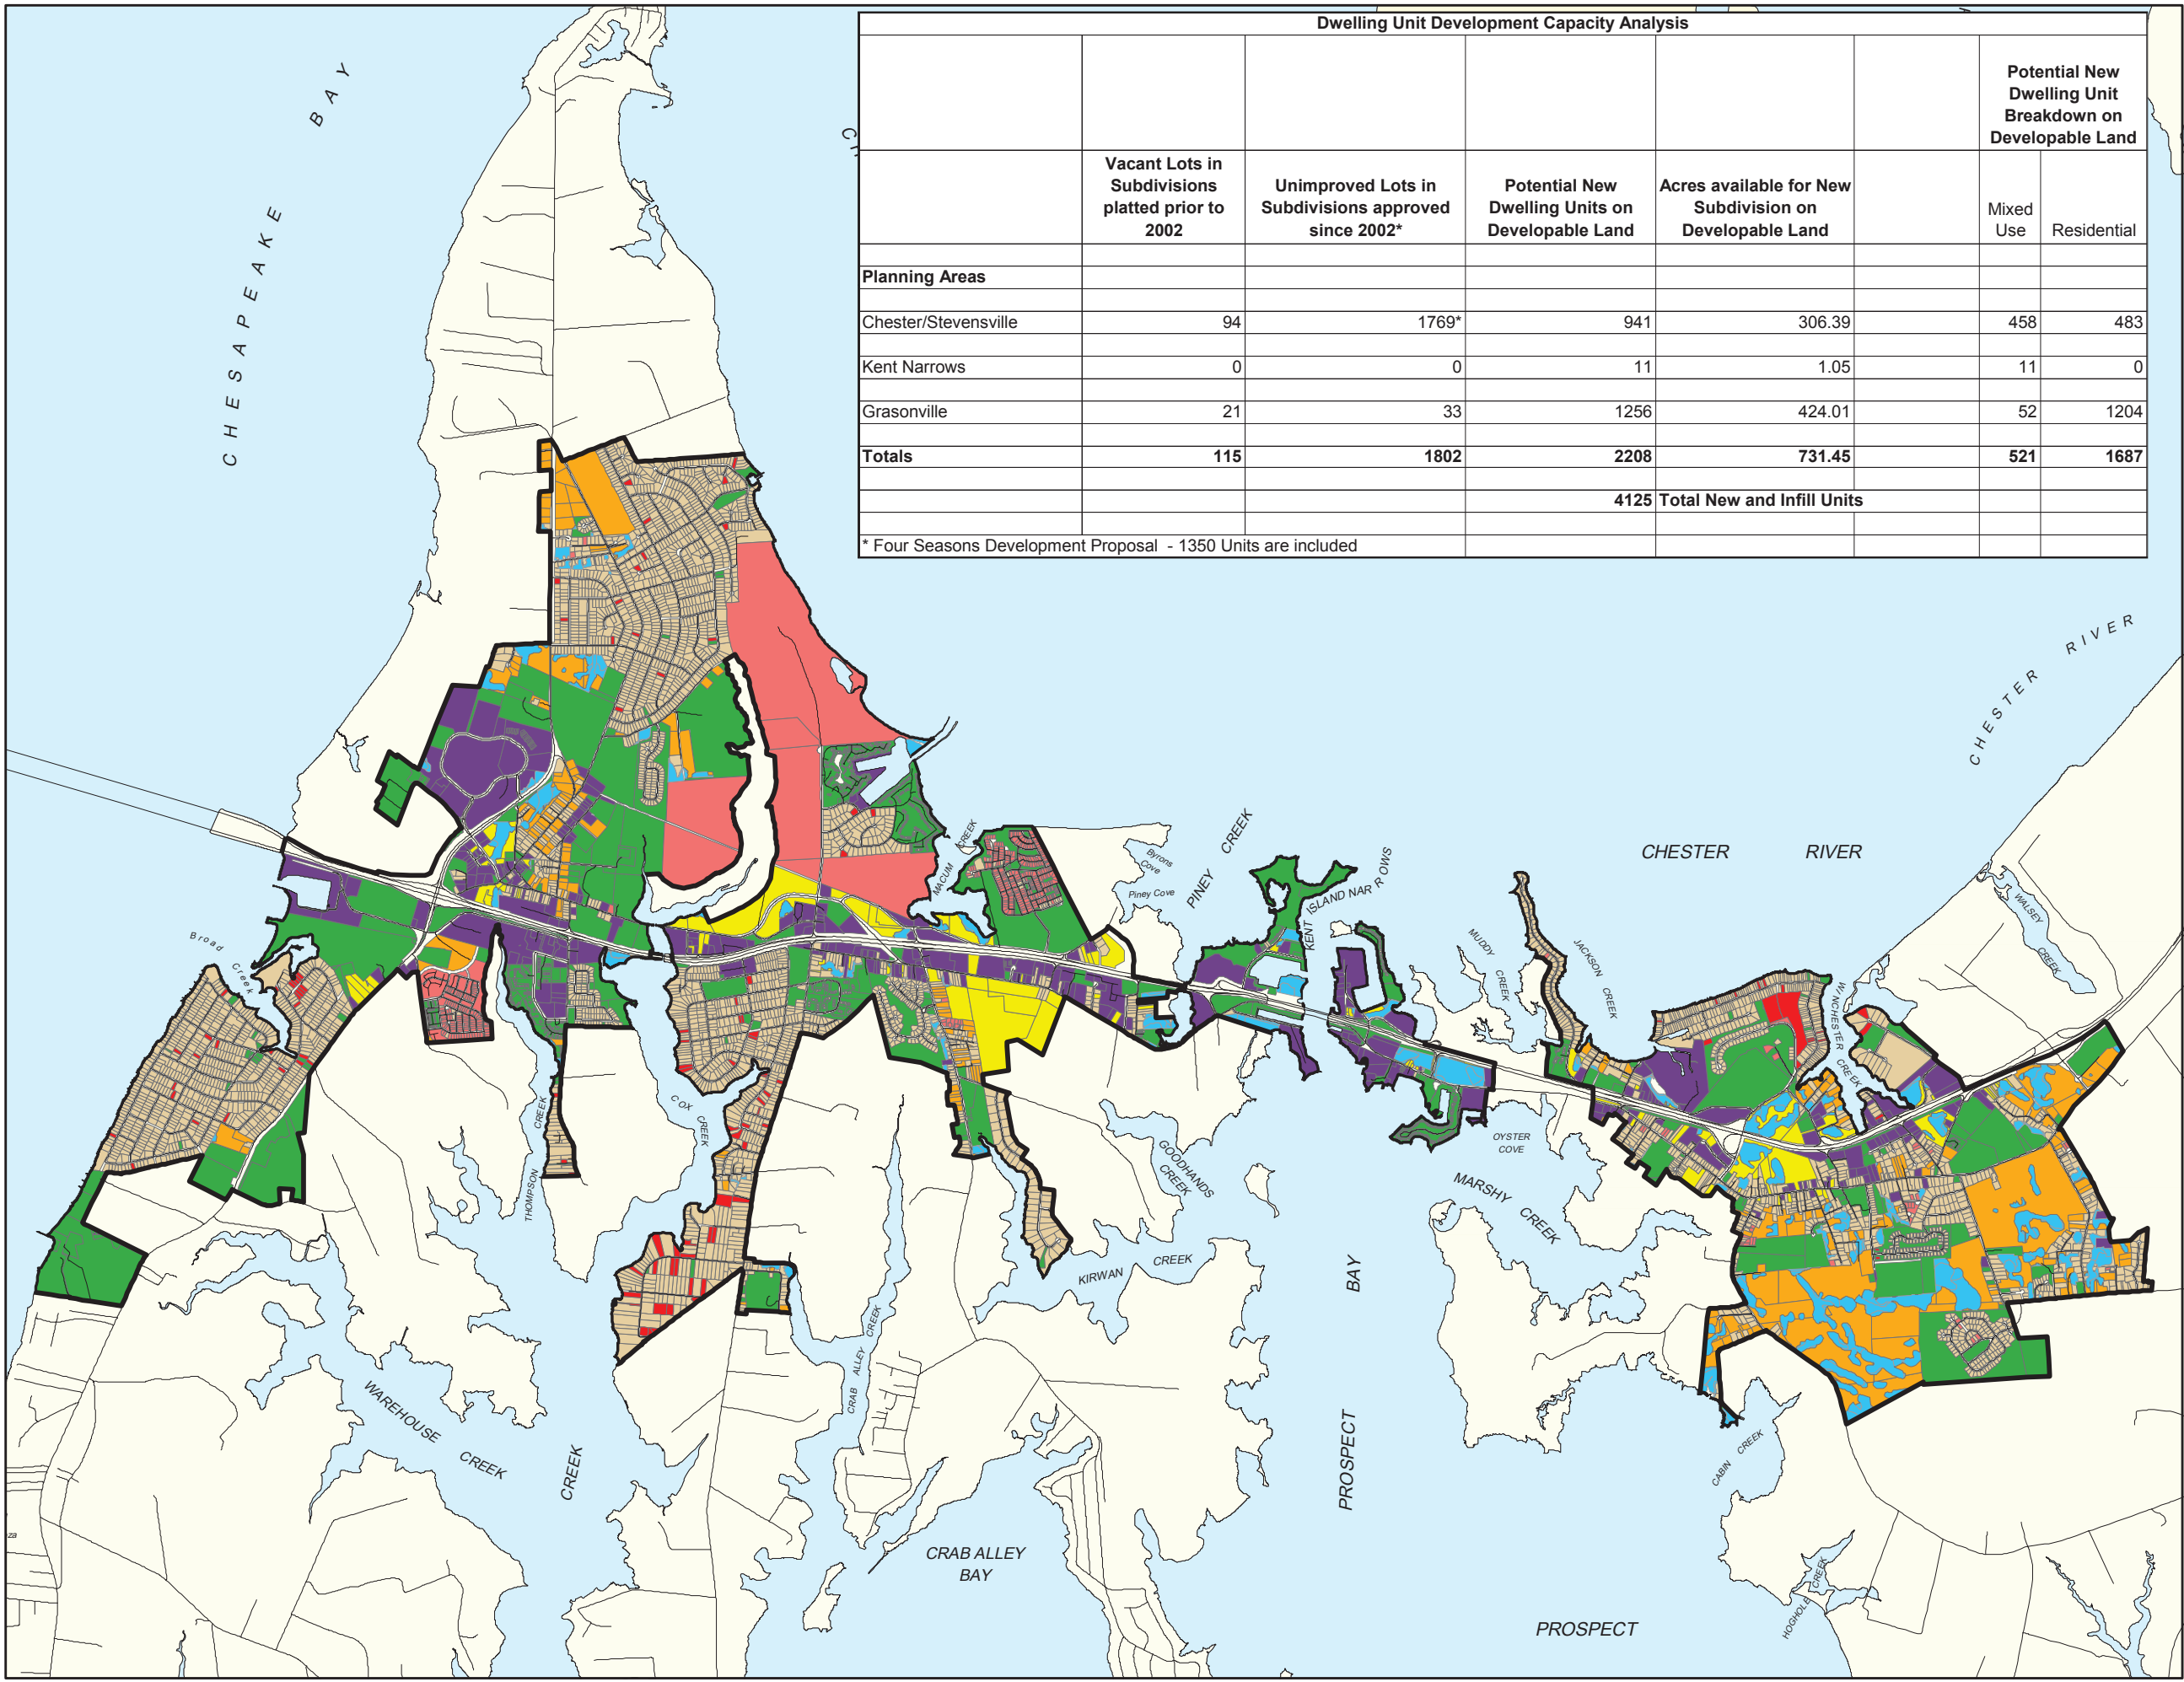 Dwelling Unit Development Capacity Analysis
Potential New
Dwelling Unit
Breakdown on
Developable Land
Vacant Lots in
Subdivisions
platted prior to
2002
Unimproved Lots in
Subdivisions approved
since 2002*
Potential New
Dwelling Units on
Developable Land
Acres available for New
Subdivision on
Developable Land
Mixed
Use
Residential
Planning Areas
Chester/Stevensville 94 1769* 941 306.39 458 483
Kent Narrows 0 0 11 1.05 11 0
Grasonville 21 33 1256 424.01 52 1204
Totals 115 1802 2208 731.45 521 1687
4125 Total New and Infill Units
* Four Seasons Development Proposal - 1350 Units are included
CHESAPEAKE BAY
CHESTER RIVER
CHESTER RIVER
MACUM CREEK
Byrons
Cove
Piney Cove
PINEY CREEK
KENT ISLAND NARROWS
MUDDY
CREEK
JACKSON
CREEK
WINCHESTER
CREEK
WALSEY
CREEK
Broad
Creek
THOMPSON CREEK
COX
CREEK
GOODHANDS
CREEK
OYSTER
COVE
MARSHY
CREEK
KIRWAN CREEK
CRAB ALLEY CREEK
WAREHOUSE
CREEK
CREEK
PROSPECT BAY
CABIN CREEK
CRAB ALLEY
BAY
PROSPECT
HOGHOLE CREEK
za